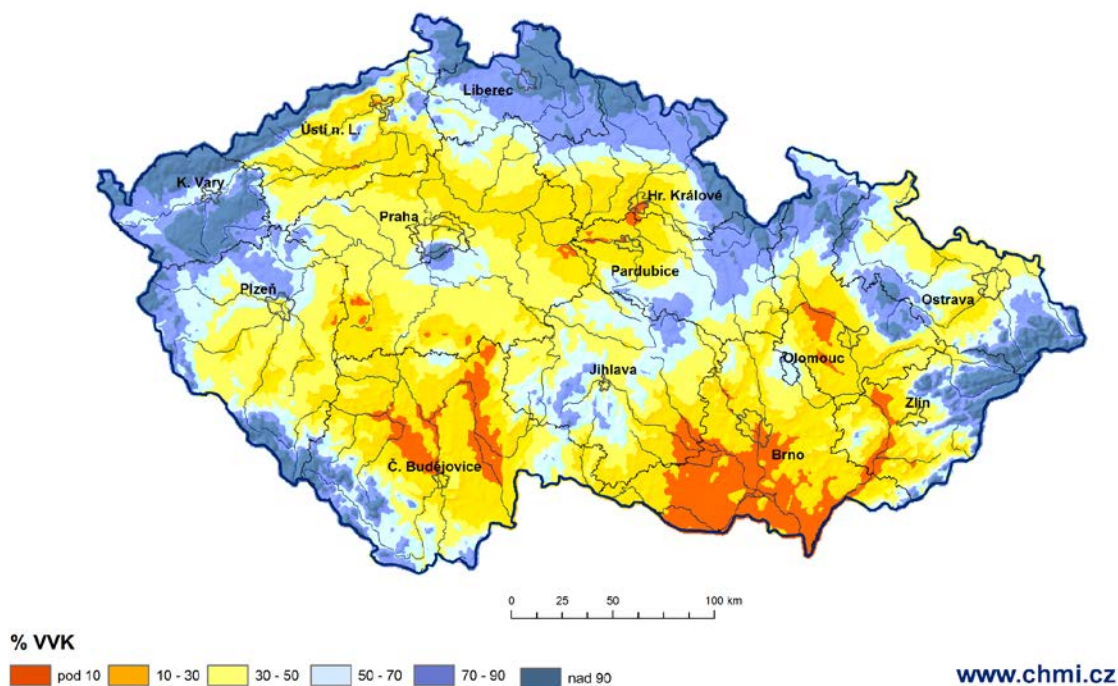 Liberec
Ústí n. L.
K. Vary
Praha
Hr. Králové
Pardubice
Plzeň
Ostrava
Olomouc
Jihlava
Zlín
Brno
Č. Budějovice
0 25 50 100 km
% VVK
pod 10 10 - 30 30 - 50 50 - 70 70 - 90 nad 90
www.chmi.cz